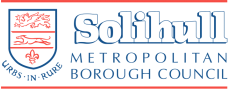 Solihull
METROPOLITAN
BOROUGH COUNCIL
URBS·IN·RURE